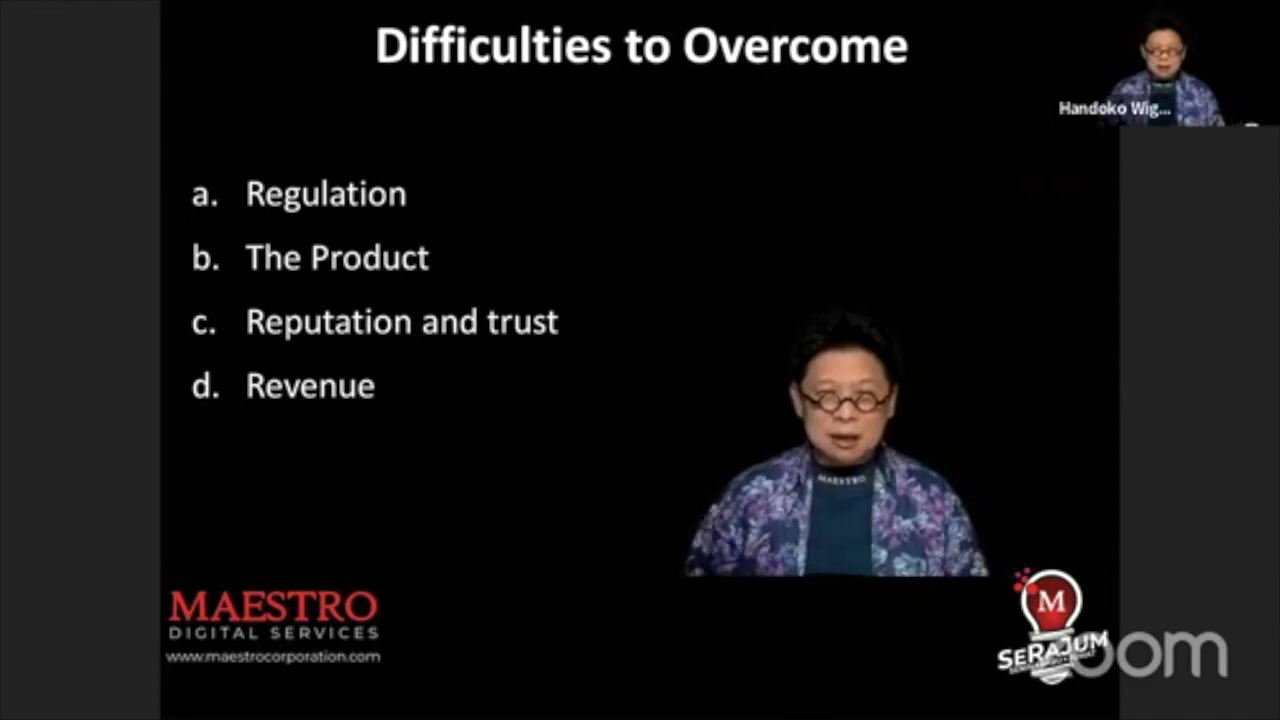 Difficulties to Overcome
Handoko Wig...
a. Regulation
b. The Product
c. Reputation and trust
d. Revenue
MAESTRO
MAESTRO
DIGITAL SERVICES
www.maestrocorporation.com
M
SERAJUM
zoom